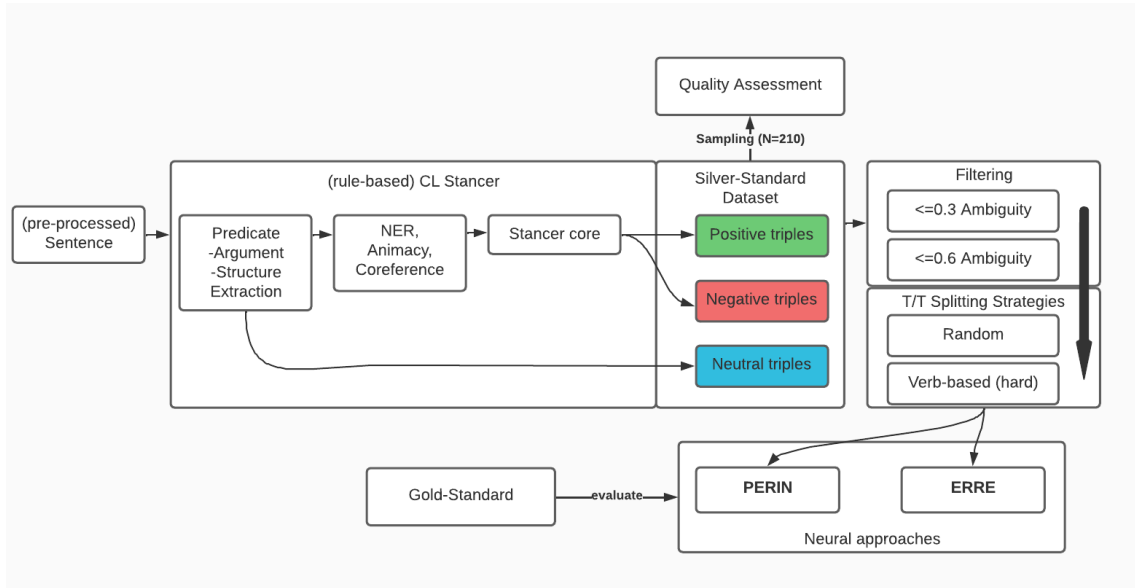 Quality Assessment
Sampling (N=210)
(rule-based) CL Stancer
Silver-Standard
Dataset
Filtering
(pre-processed)
Sentence
Predicate
-Argument
-Structure
Extraction
NER,
Animacy,
Coreference
Stancer core
Positive triples
Negative triples
Neutral triples
<=0.3 Ambiguity
<=0.6 Ambiguity
T/T Splitting Strategies
Random
Verb-based (hard)
Gold-Standard
evaluate
PERIN
ERRE
Neural approaches